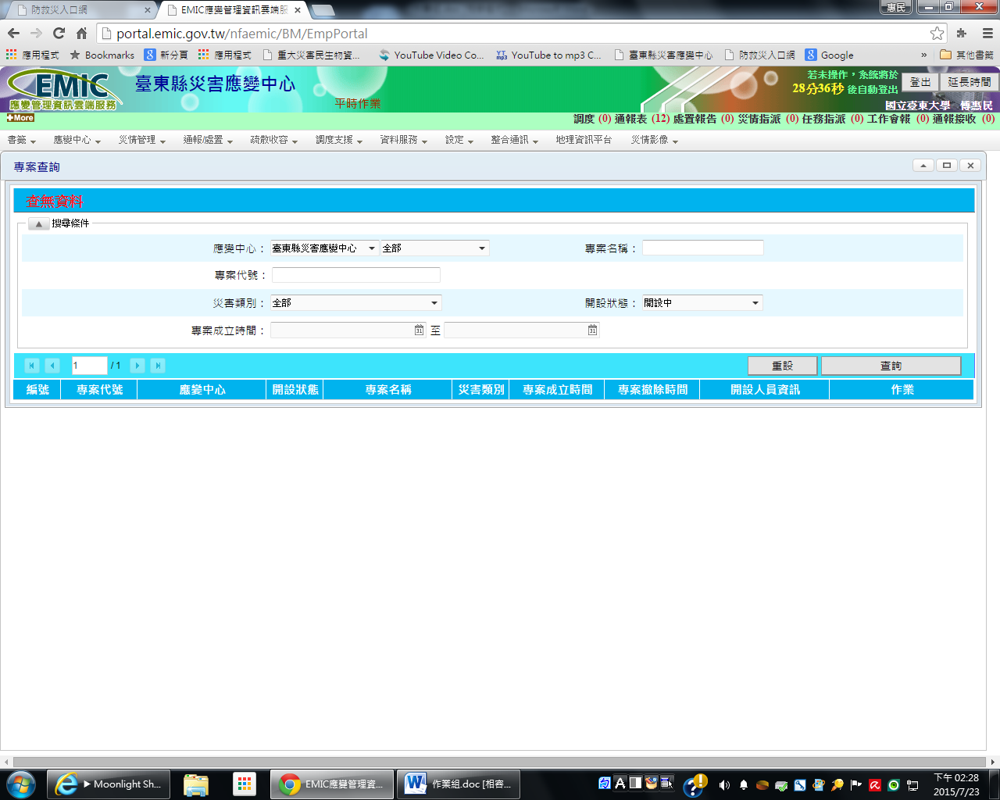 防救災入口網
EMIC應變管理資訊雲端服
惠民
portal.emic.gov.tw/nfaemic/BM/EmpPortal
應用程式 Bookmarks 新分頁 應用程式 重大災害民生物資... YouTube Video Co... YouTube to mp3 C... 臺東縣災害應變中心 防救災入口網 Google » 其他書籤
EMIC
應變管理資訊雲端服務
臺東縣災害應變中心
平時作業
若未操作，系統將於
28分36秒 後自動登出
登出 延長時間
國立臺東大學 傅惠民
More
調度 (0) 通報表 (12) 處置報告 (0) 災情指派 (0) 任務指派 (0) 工作會報 (0) 通報接收 (0)
書籤 應變中心 災情管理 通報/處置 疏散收容 調度支援 資料服務 設定 整合通訊 地理資訊平台 災情影像
專案查詢
查無資料
搜尋條件
應變中心： 臺東縣災害應變中心 全部 專案名稱：
專案代號：
災害類別： 全部 開設狀態： 開設中
專案成立時間： 31 至 31
1 / 1 重設 查詢
編號 專案代號 應變中心 開設狀態 專案名稱 災害類別 專案成立時間 專案撤除時間 開設人員資訊 作業
Moonlight Sh... EMIC應變管理資... 作業組.doc [相容...
下午 02:28
2015/7/23